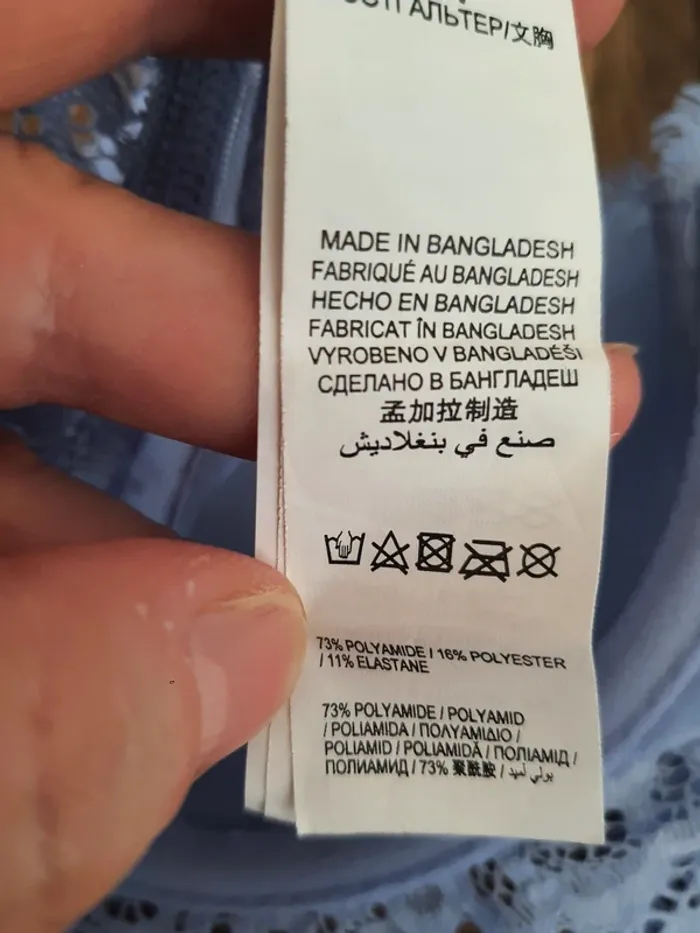 АЛЬТЕР/文胸
MADE IN BANGLADESH
FABRIQUÉ AU BANGLADESH
HECHO EN BANGLADESH
FABRICAT ÎN BANGLADESH
VYROBENO V BANGLADÉŠI
СДЕЛАНО В БАНГЛАДЕШ
孟加拉制造
صنع في بنغلاديش
73% POLYAMIDE / 16% POLYESTER
/ 11% ELASTANE
73% POLYAMIDE / POLYAMID
/ POLIAMIDA / ΠΟΛΥΑΜΙΔΙΟ /
POLIAMID / POLIAMIDĂ / ПОЛІАМІД /
ПОЛИАМИД / 73% 聚酰胺 / بولي أميد